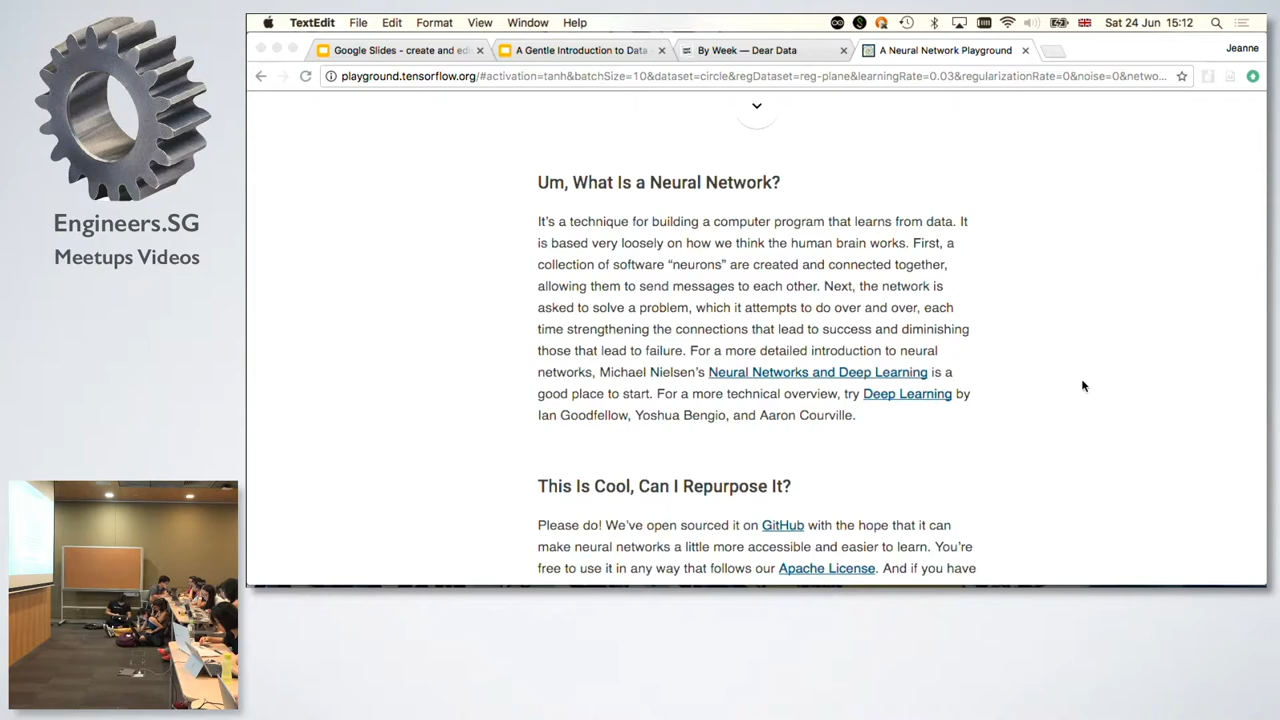 TextEdit File Edit Format View Window Help Sat 24 Jun 15:12
Google Slides - create and edi
A Gentle Introduction to Data
By Week — Dear Data
A Neural Network Playground
Jeanne
playground.tensorflow.org/#activation=tanh&batchSize=10&dataset=circle&regDataset=reg-plane&learningRate=0.03&regularizationRate=0&noise=0&netwo...
Engineers.SG
Meetups Videos
Um, What Is a Neural Network?
It’s a technique for building a computer program that learns from data. It
is based very loosely on how we think the human brain works. First, a
collection of software “neurons” are created and connected together,
allowing them to send messages to each other. Next, the network is
asked to solve a problem, which it attempts to do over and over, each
time strengthening the connections that lead to success and diminishing
those that lead to failure. For a more detailed introduction to neural
networks, Michael Nielsen’s Neural Networks and Deep Learning is a
good place to start. For a more technical overview, try Deep Learning by
Ian Goodfellow, Yoshua Bengio, and Aaron Courville.
This Is Cool, Can I Repurpose It?
Please do! We’ve open sourced it on GitHub with the hope that it can
make neural networks a little more accessible and easier to learn. You’re
free to use it in any way that follows our Apache License. And if you have